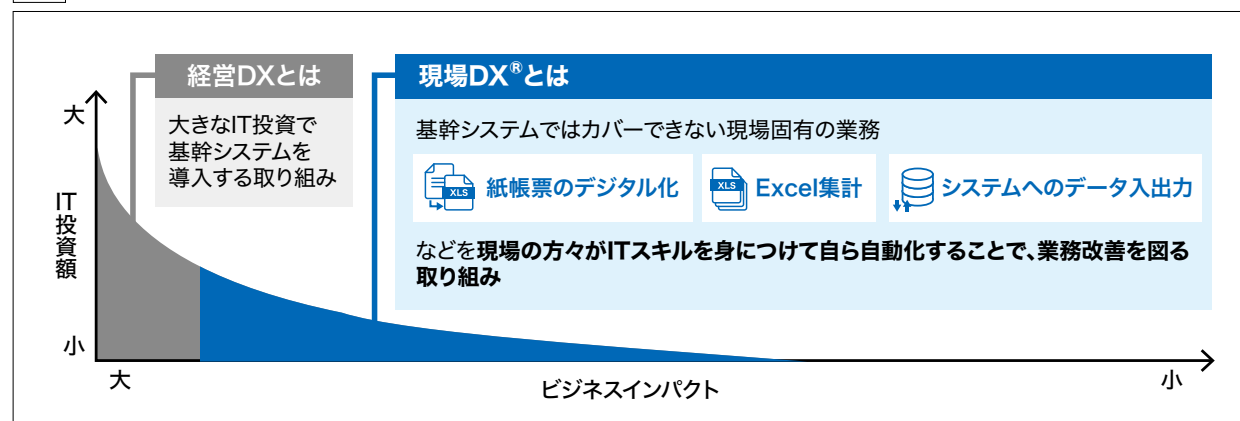 経営DXとは
大きなIT投資で
基幹システムを
導入する取り組み
現場DX®とは
基幹システムではカバーできない現場固有の業務
XLS
紙帳票のデジタル化
XLS
Excel集計
システムへのデータ入出力
などを現場の方々がITスキルを身につけて自ら自動化することで、業務改善を図る
取り組み
大
IT投資額
小
大
ビジネスインパクト
小